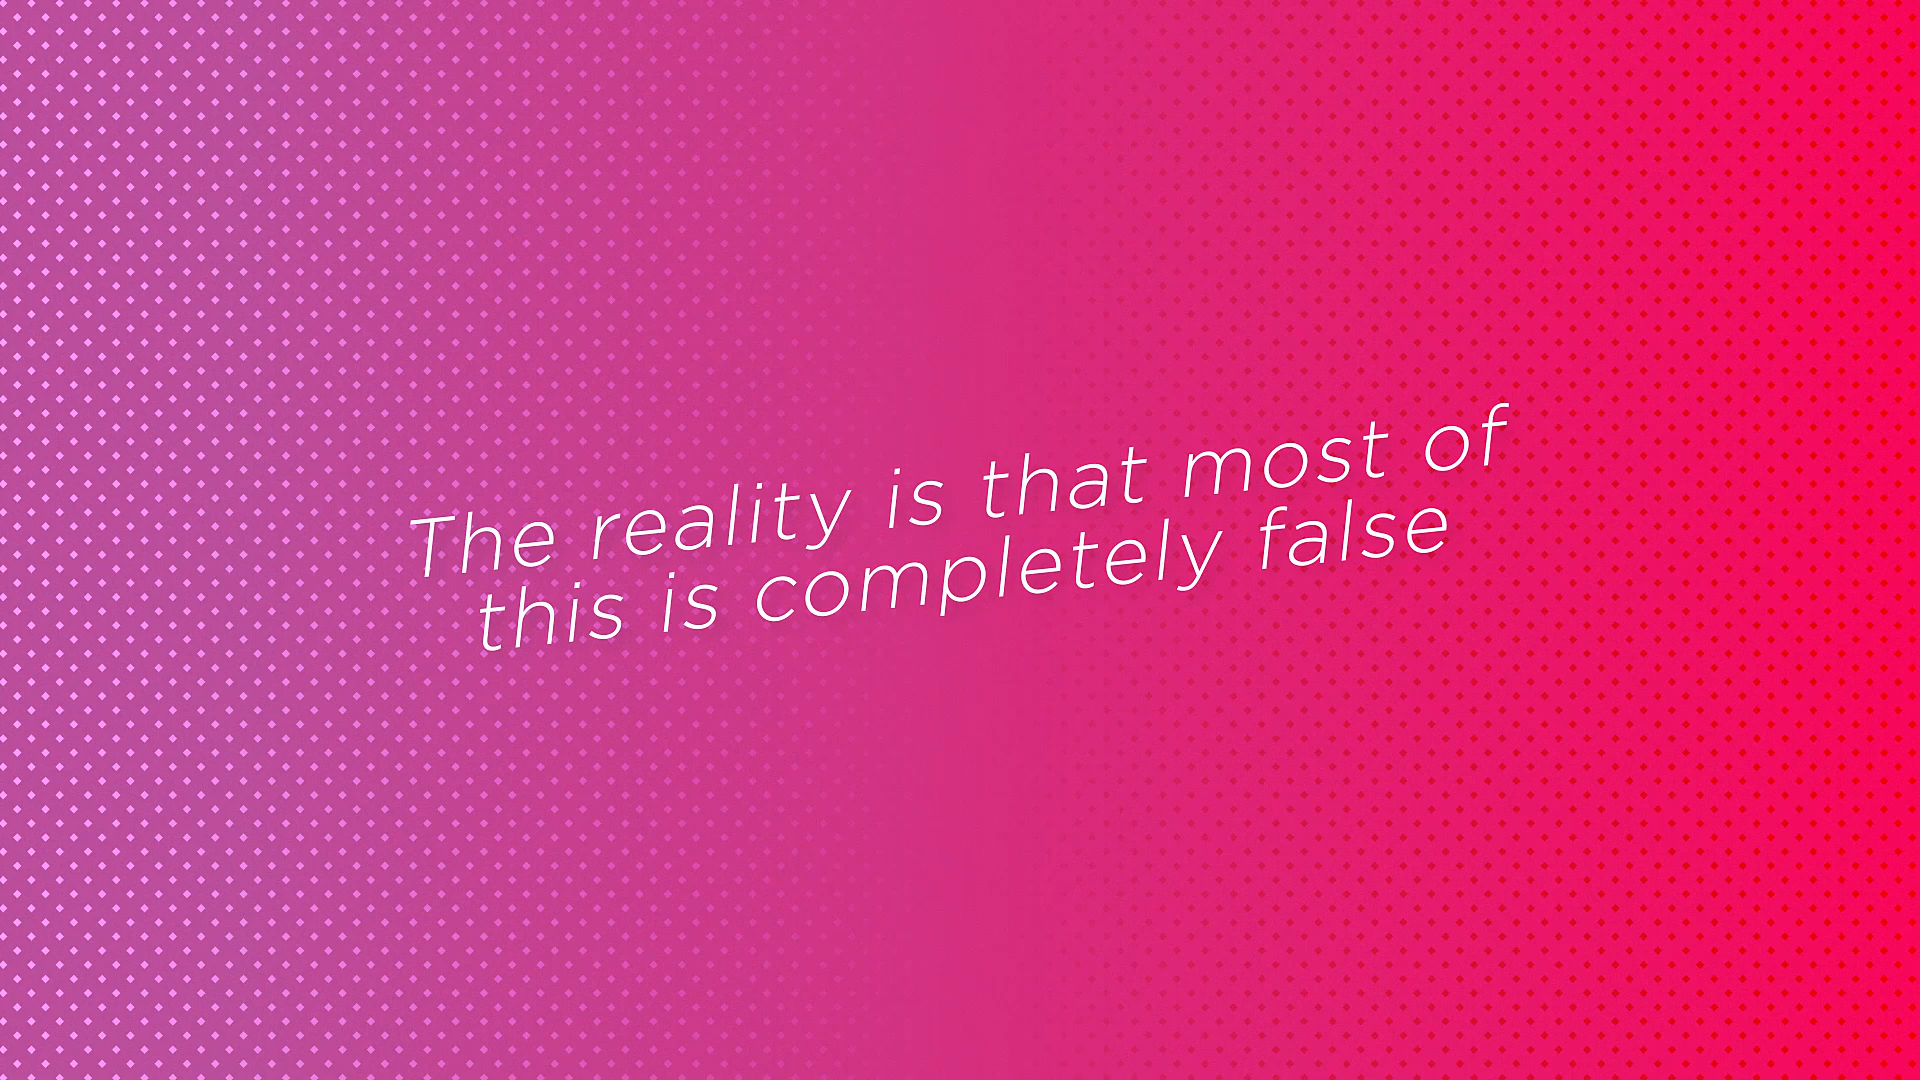 The reality is that most of
this is completely false